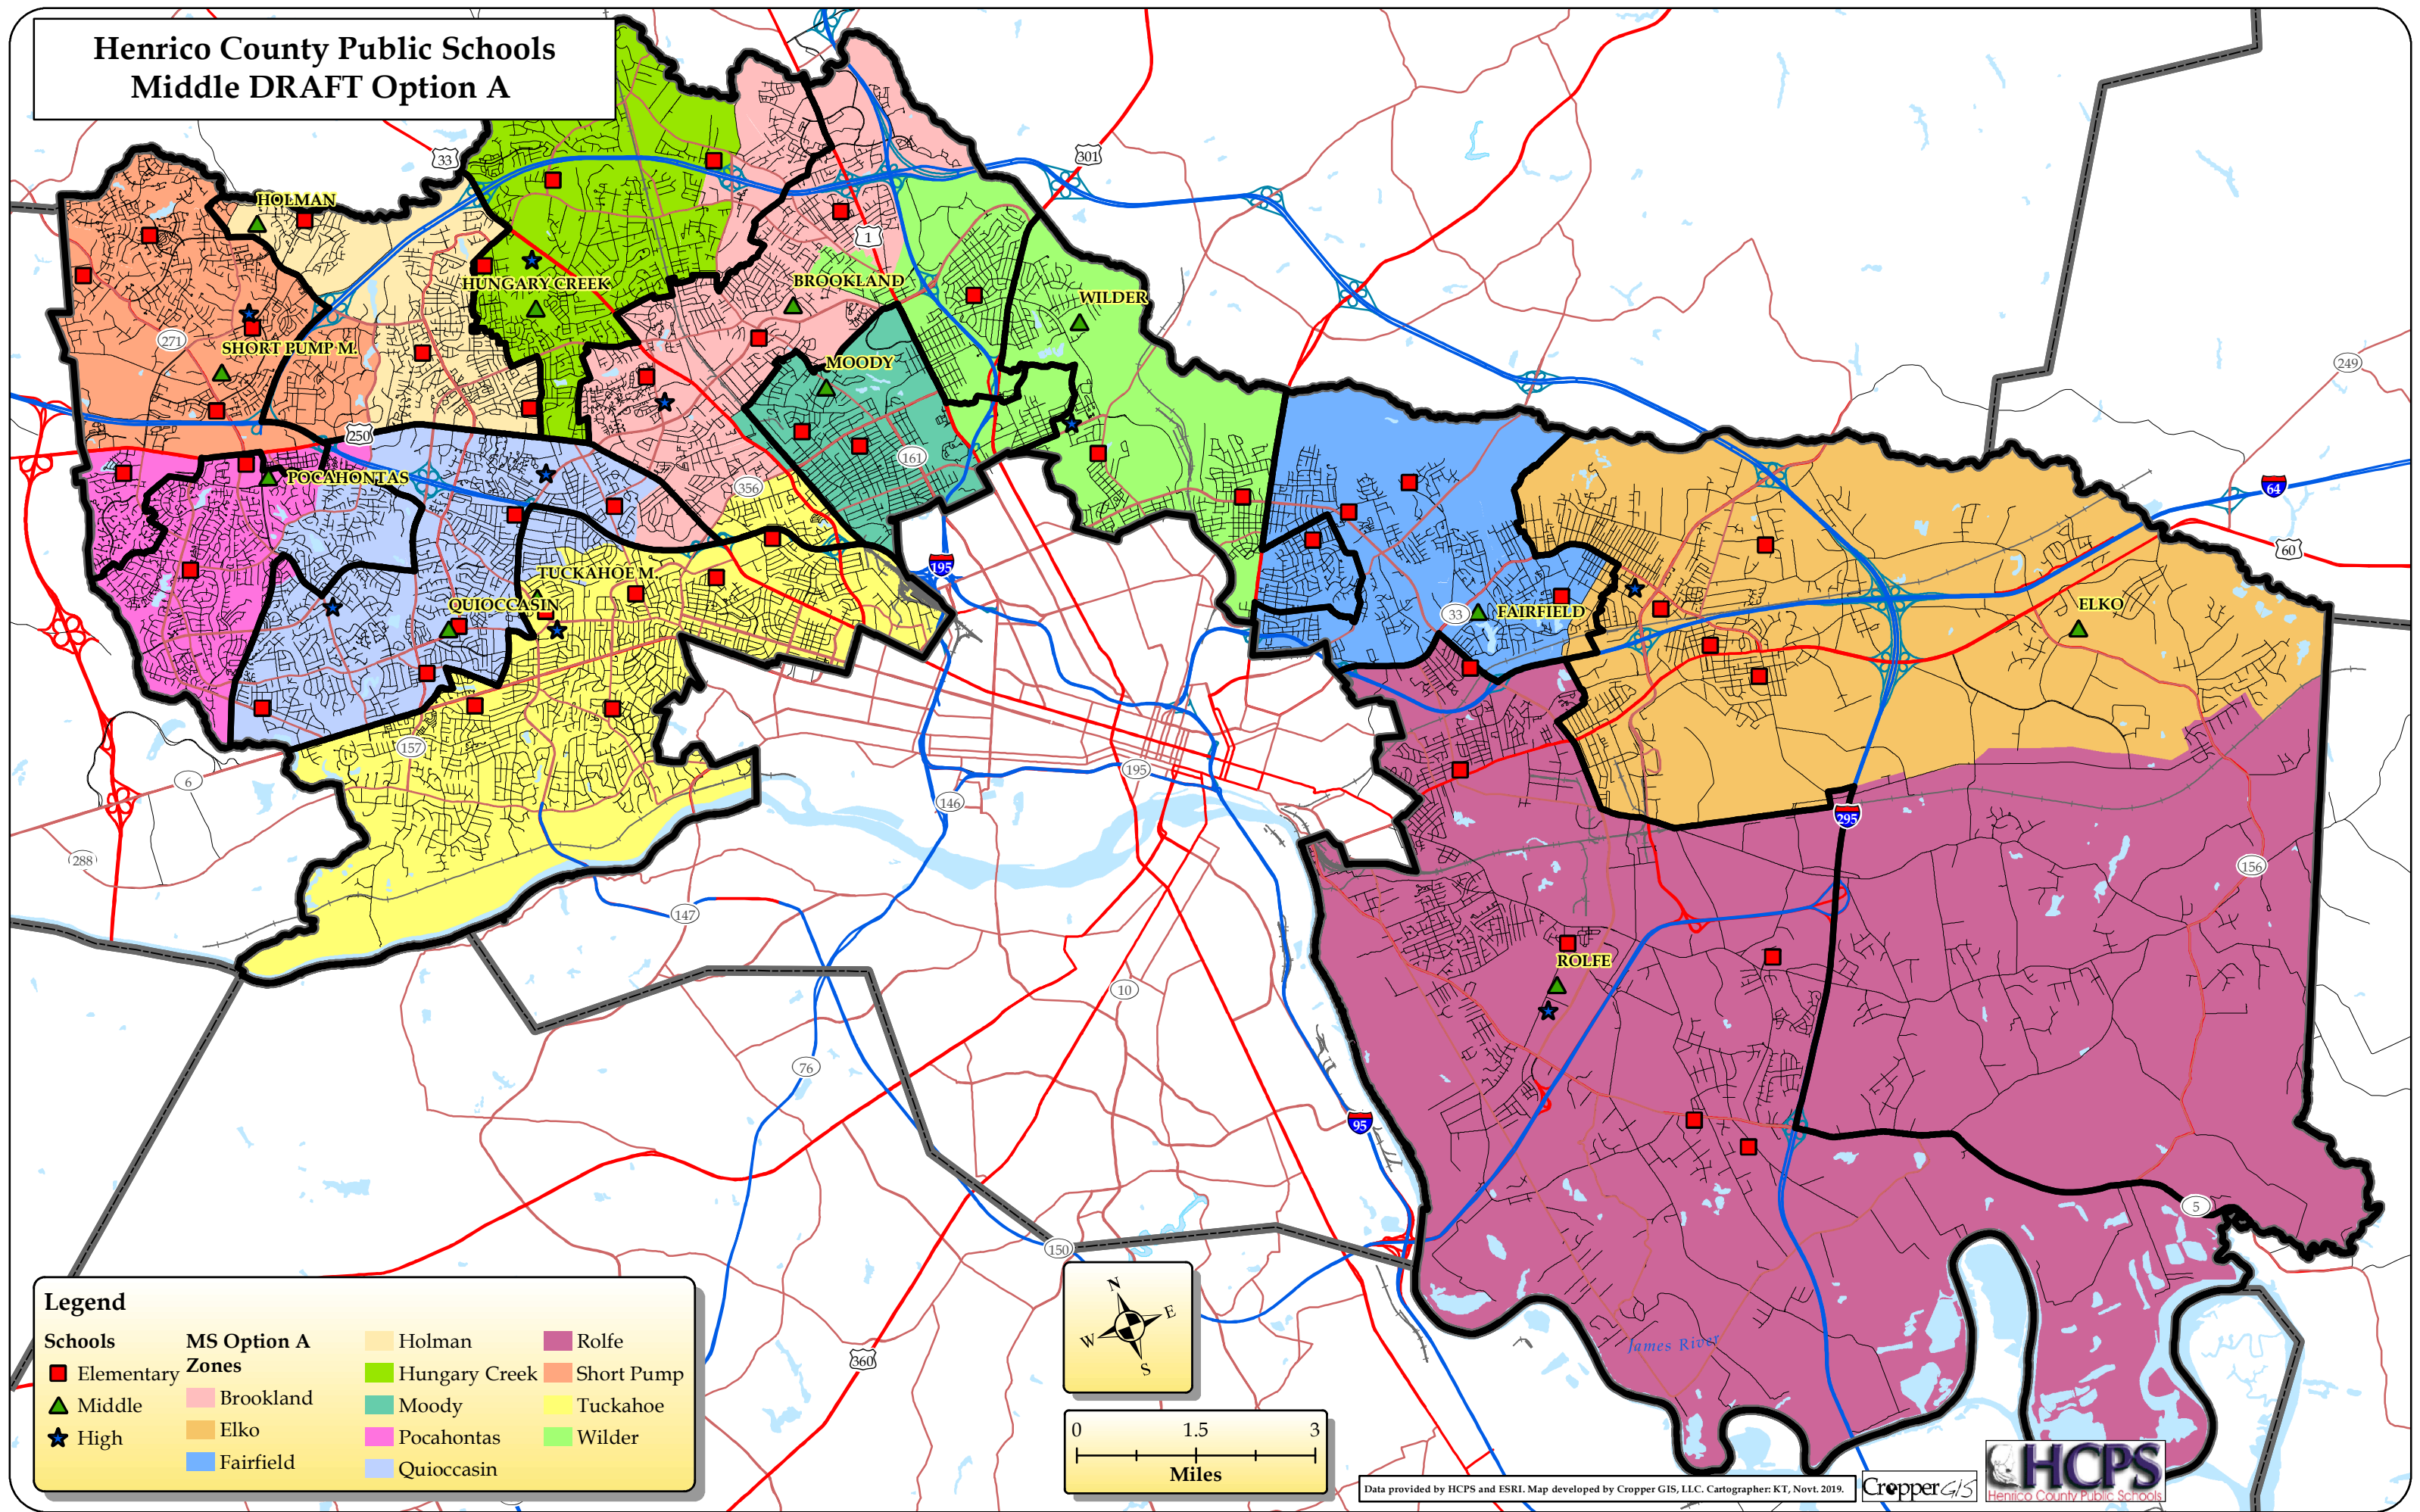 Henrico County Public Schools
Middle DRAFT Option A
33
301
HOLMAN
1
HUNGARY CREEK
BROOKLAND
WILDER
271
SHORT PUMP M.
MOODY
249
250
161
POCAHONTAS
356
64
60
195
TUCKAHOE M.
QUIOCCASIN
33
FAIRFIELD
ELKO
157
6
195
146
295
288
156
147
ROLFE
10
76
95
5
150
360
James River
N
E
W
S
0
1.5
3
Miles
Legend
Schools
Elementary
Middle
High
MS Option A
Zones
Brookland
Elko
Fairfield
Holman
Hungary Creek
Moody
Pocahontas
Quioccasin
Rolfe
Short Pump
Tuckahoe
Wilder
Data provided by HCPS and ESRI. Map developed by Cropper GIS, LLC. Cartographer: KT, Novt. 2019.
Cropper GIS
HCPS
Henrico County Public Schools